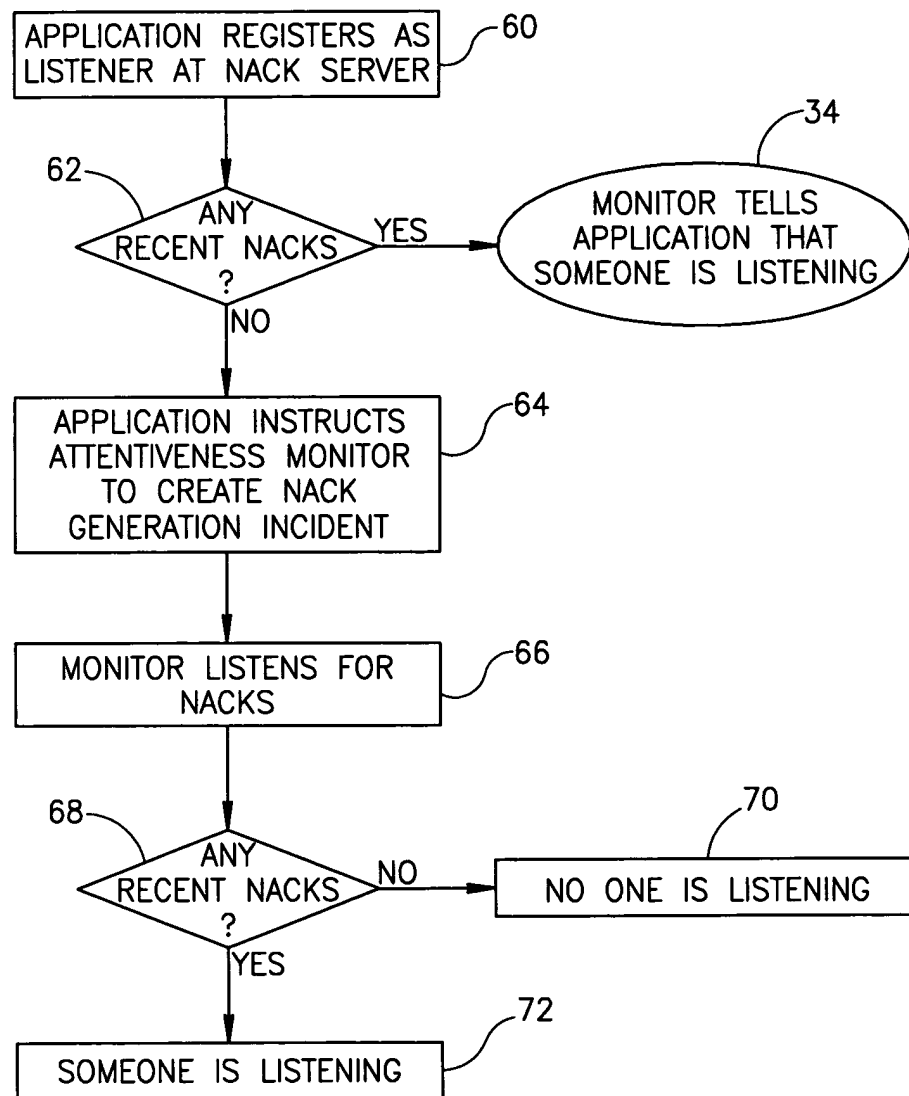 APPLICATION REGISTERS AS
LISTENER AT NACK SERVER
60
62
ANY
RECENT NACKS
?
YES
NO
34
MONITOR TELLS
APPLICATION THAT
SOMEONE IS LISTENING
APPLICATION INSTRUCTS
ATTENTIVENESS MONITOR
TO CREATE NACK
GENERATION INCIDENT
64
MONITOR LISTENS FOR
NACKS
66
68
ANY
RECENT NACKS
?
NO
YES
70
NO ONE IS LISTENING
SOMEONE IS LISTENING
72